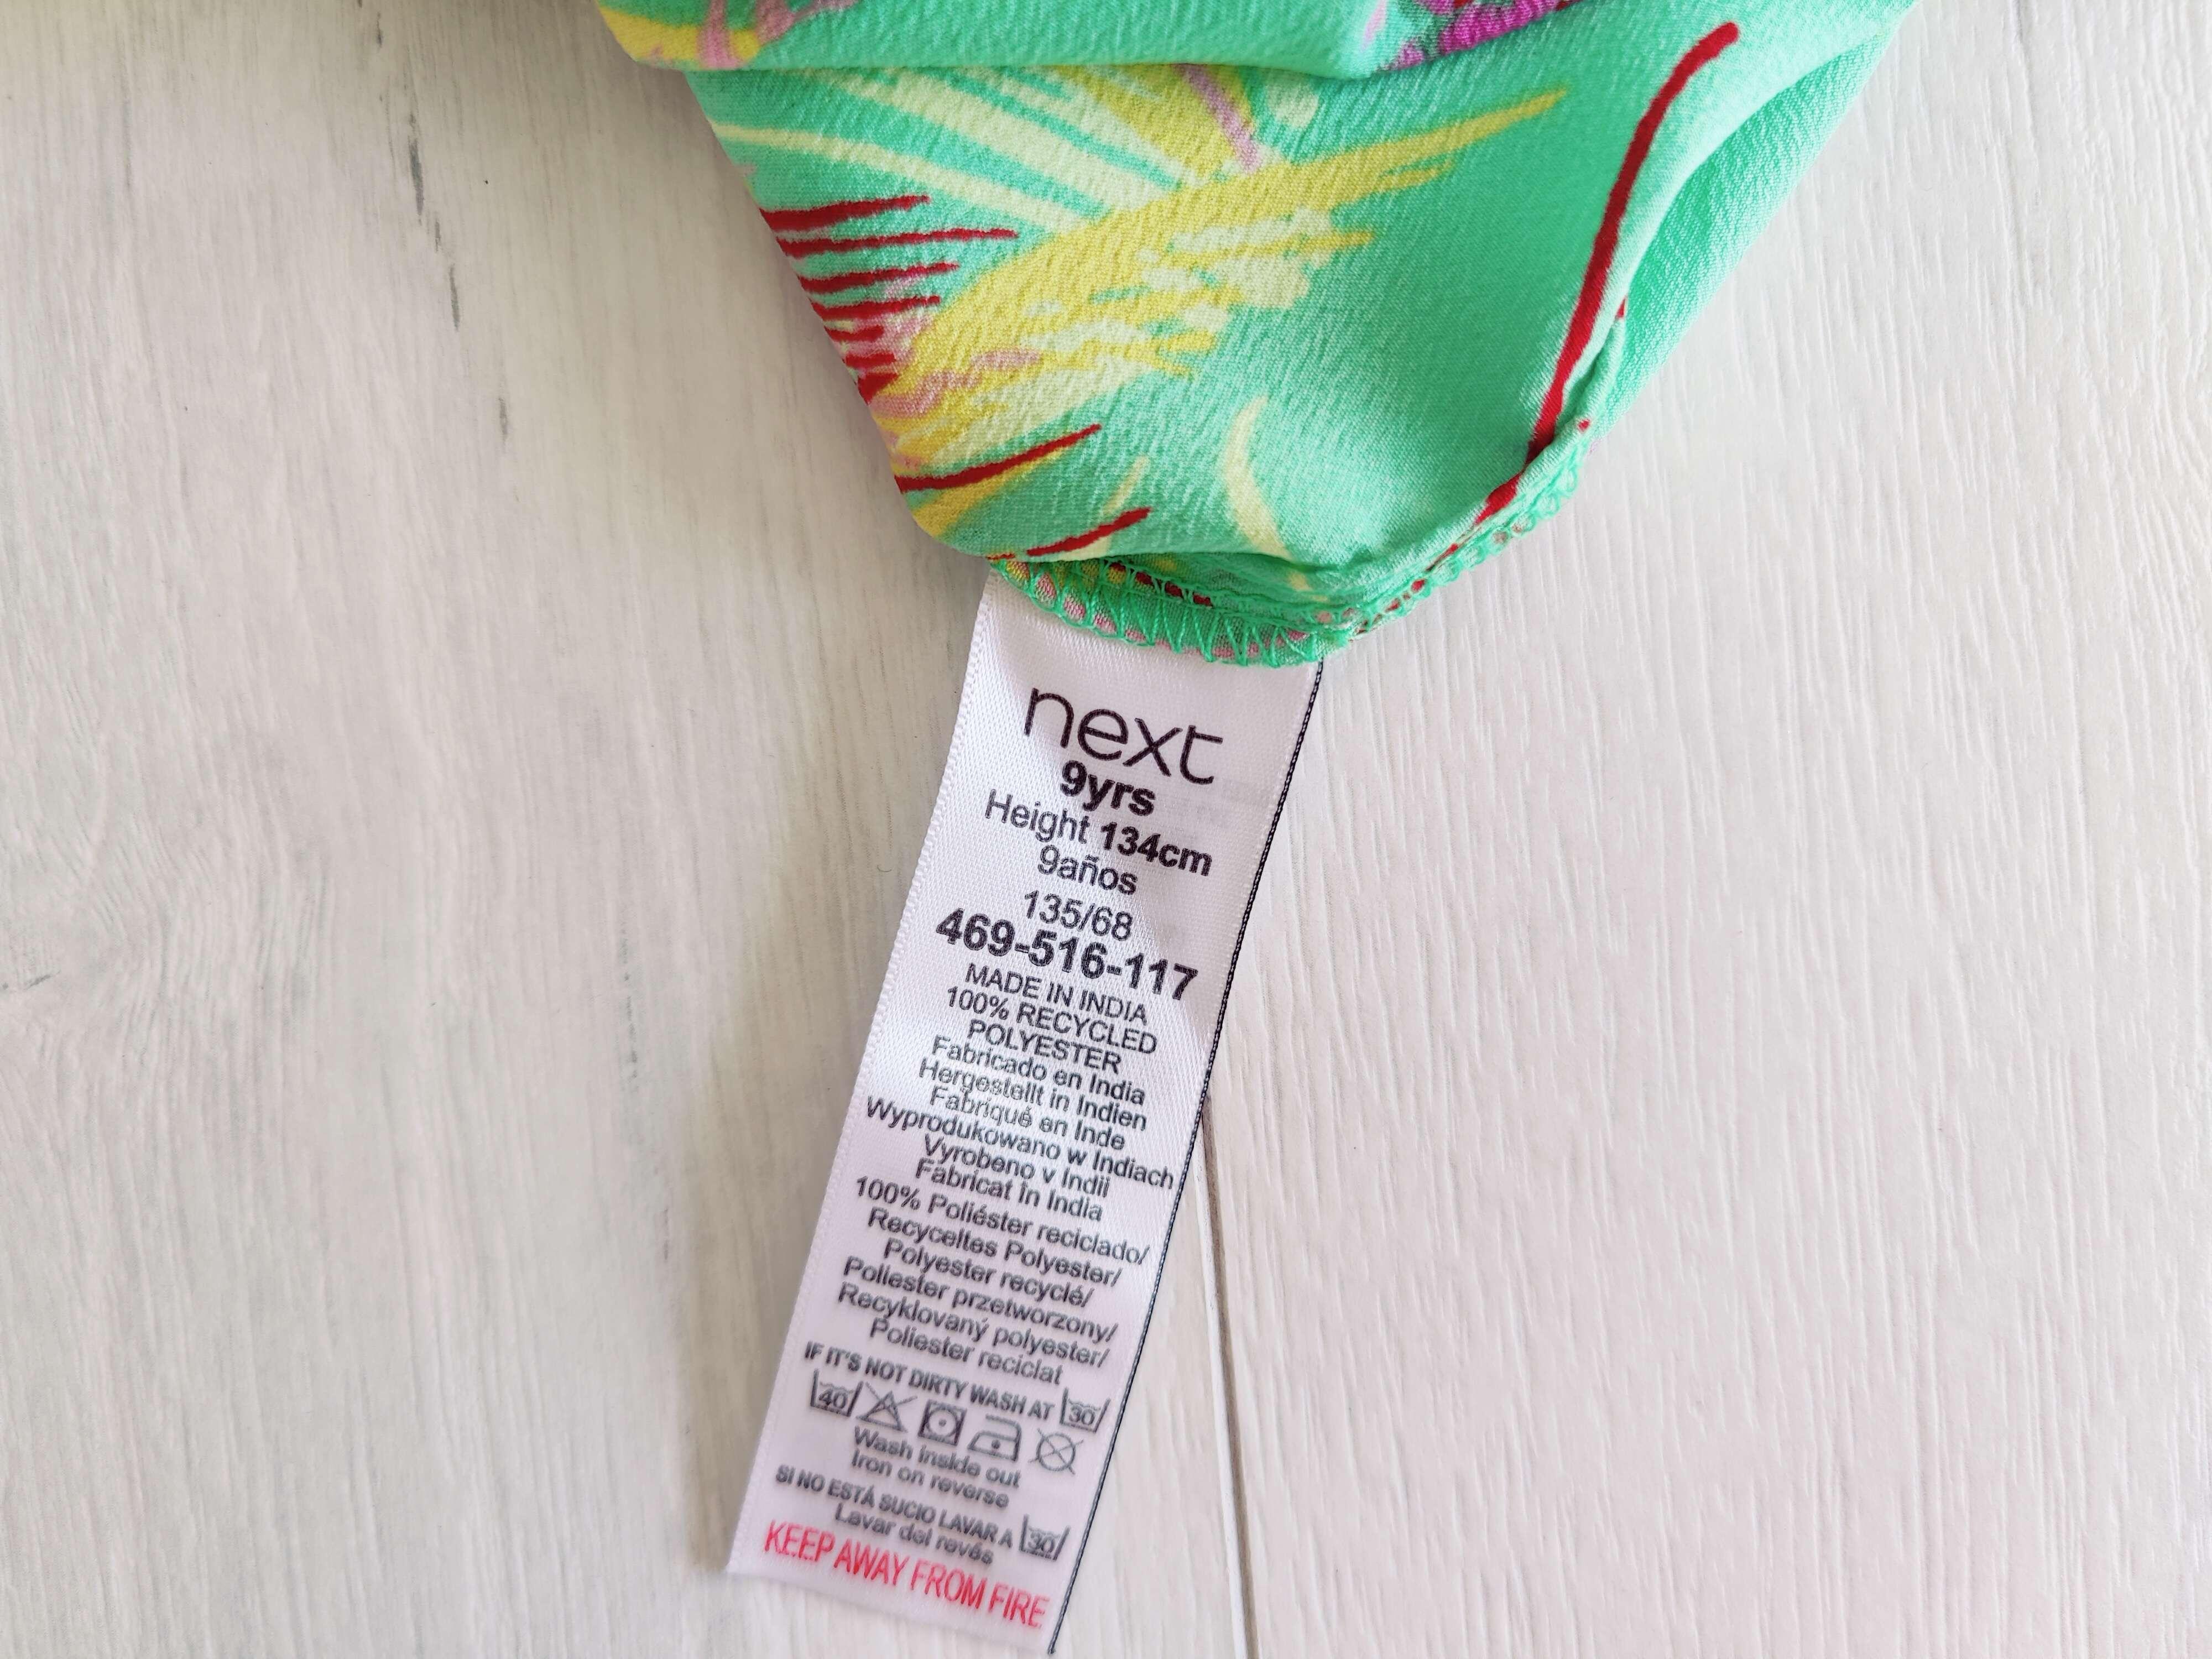 next
9yrs
Height 134cm
9años
135/68
469-516-117
MADE IN INDIA
100% RECYCLED
POLYESTER
Fabricado en India
Hergestellt in Indien
Fabriqué en Inde
Wyprodukowano w Indiach
Vyrobeno v Indii
Fabricat în India
100% Poliéster reciclado/
Recyceltes Polyester/
Polyester recyclé/
Poliester przetworzony/
Recyklovaný polyester/
Poliester reciclat
IF IT'S NOT DIRTY WASH AT 30
40
Wash inside out
Iron on reverse
SI NO ESTÁ SUCIO LAVAR A 30
Lavar del revés
KEEP AWAY FROM FIRE